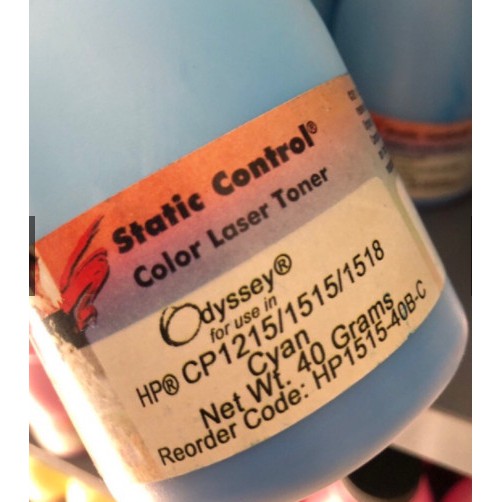 Static Control®
Color Laser Toner
Odyssey®
for use in
HP® CP1215/1515/1518
Cyan
Net Wt. 40 Grams
Reorder Code: HP1515-40B-C